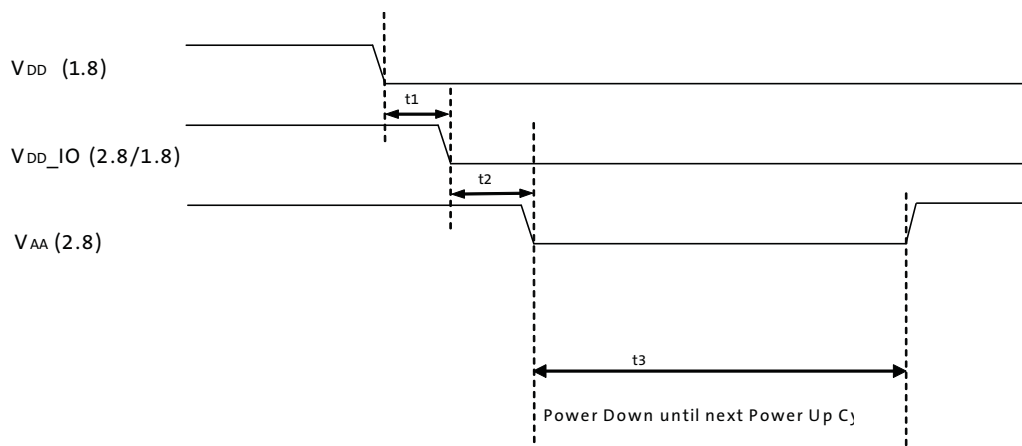 VDD (1.8)
t1
VDD_IO (2.8/1.8)
t2
VAA (2.8)
t3
Power Down until next Power Up